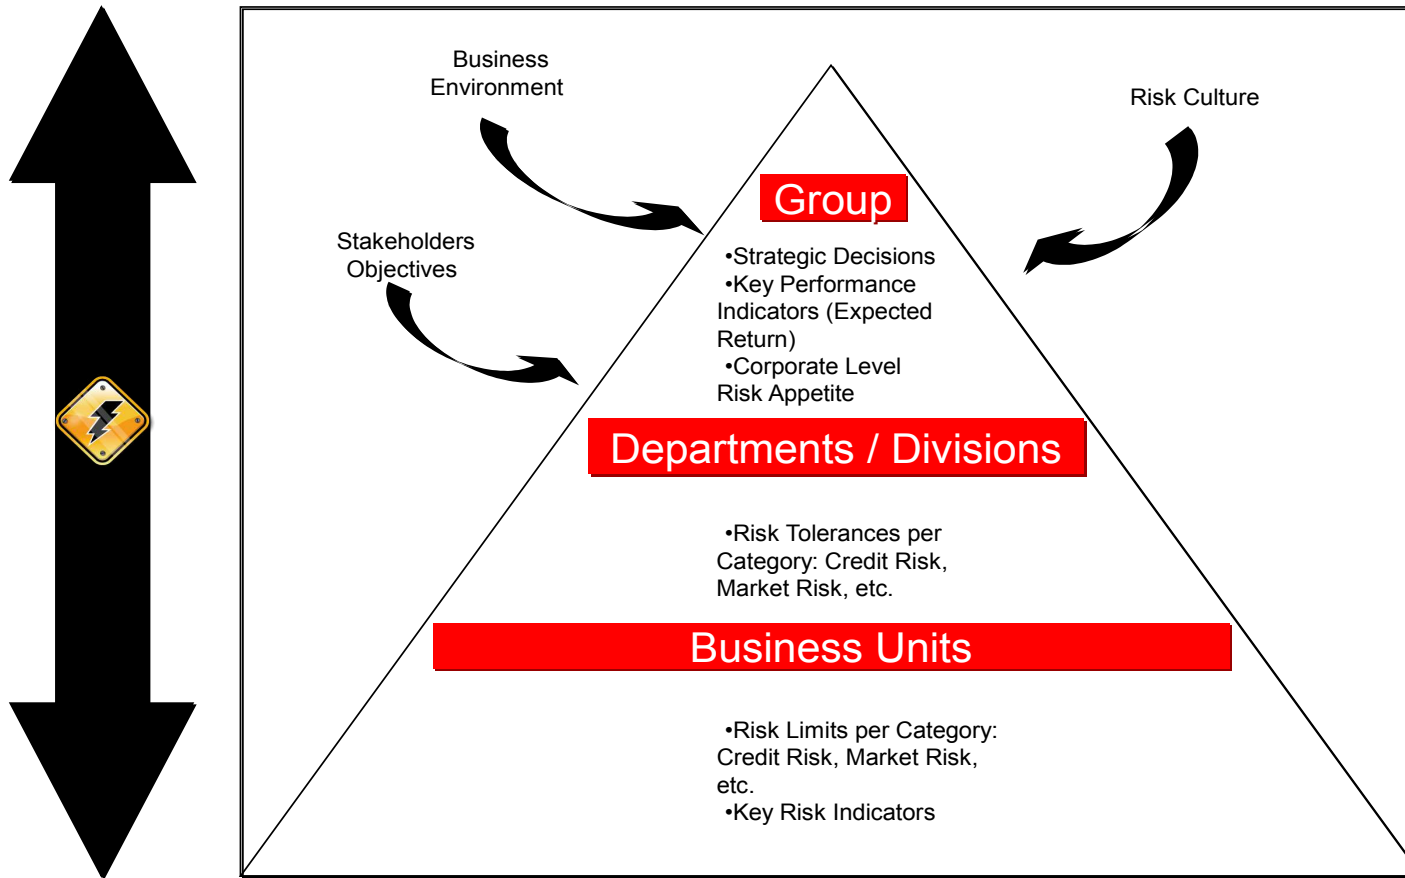 Business
Environment
Risk Culture
Group
Stakeholders
Objectives
•Strategic Decisions
•Key Performance
Indicators (Expected
Return)
•Corporate Level
Risk Appetite
Departments / Divisions
•Risk Tolerances per
Category: Credit Risk,
Market Risk, etc.
Business Units
•Risk Limits per Category:
Credit Risk, Market Risk,
etc.
•Key Risk Indicators